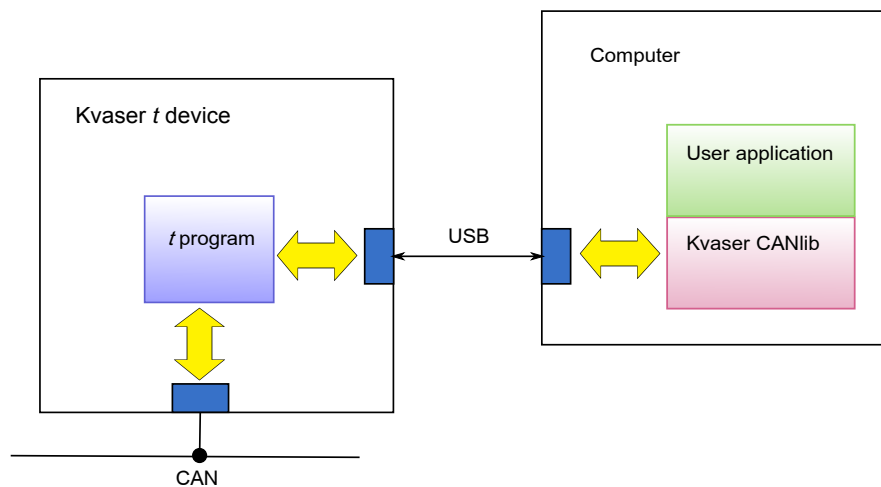 Kvaser t device
t program
CAN
USB
Computer
User application
Kvaser CANlib